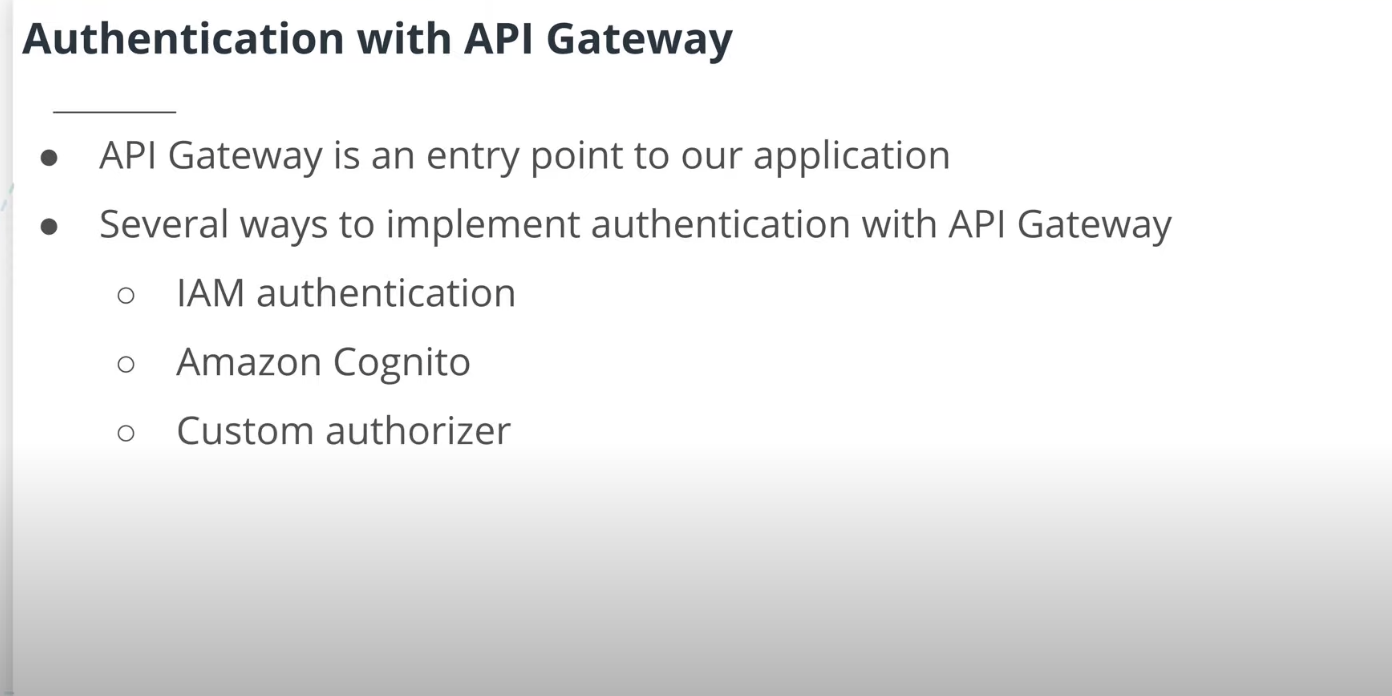 Authentication with API Gateway
● API Gateway is an entry point to our application
● Several ways to implement authentication with API Gateway
○ IAM authentication
○ Amazon Cognito
○ Custom authorizer